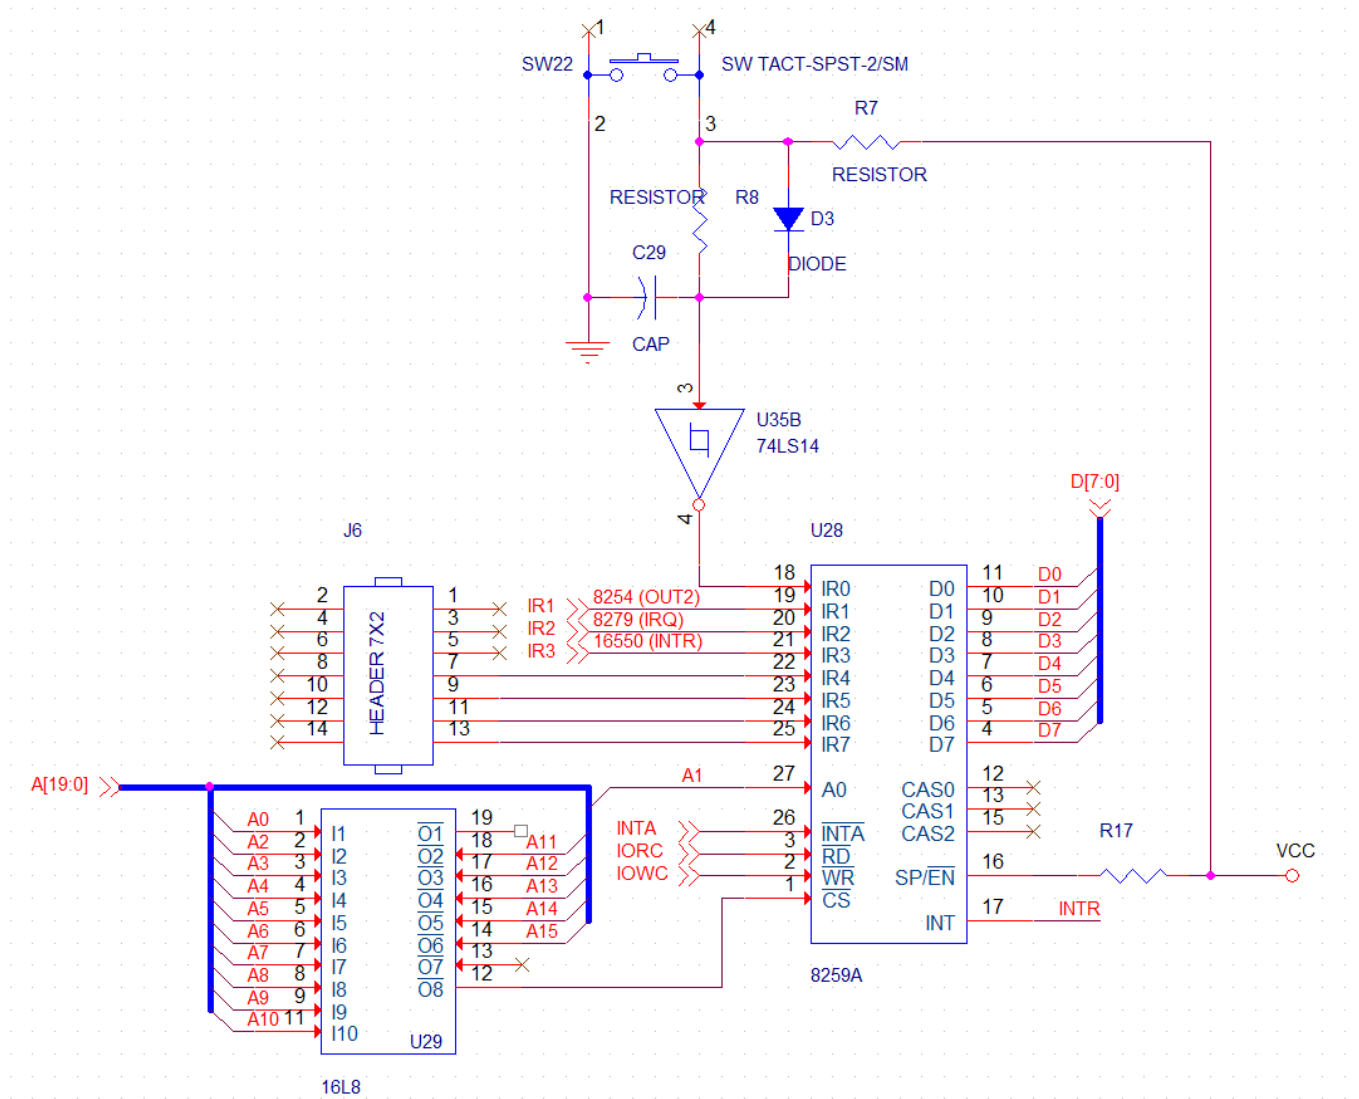 1
4
SW22
SW TACT-SPST-2/SM
2
3
R7
RESISTOR
RESISTOR
R8
D3
DIODE
C29
CAP
3
U35B
74LS14
4
D[7:0]
J6
U28
2
4
6
8
10
12
14
HEADER 7X2
1
3
5
7
9
11
13
IR1
IR2
IR3
8254 (OUT2)
8279 (IRQ)
16550 (INTR)
18 IR0
19 IR1
20 IR2
21 IR3
22 IR4
23 IR5
24 IR6
25 IR7
27 A0
26 INTA
3 RD
2 WR
1 CS
D0 11 D0
D1 10 D1
D2 9 D2
D3 8 D3
D4 7 D4
D5 6 D5
D6 5 D6
D7 4 D7
CAS0 12
CAS1 13
CAS2 15
SP/EN 16
INT 17 INTR
R17
VCC
8259A
A[19:0]
A1
INTA
IORC
IOWC
A0 1 I1
A2 2 I2
A3 3 I3
A4 4 I4
A5 5 I5
A6 6 I6
A7 7 I7
A8 8 I8
A9 9 I9
A10 11 I10
O1 19
O2 18 A11
O3 17 A12
O4 16 A13
O5 15 A14
O6 14 A15
O7 13
O8 12
U29
16L8